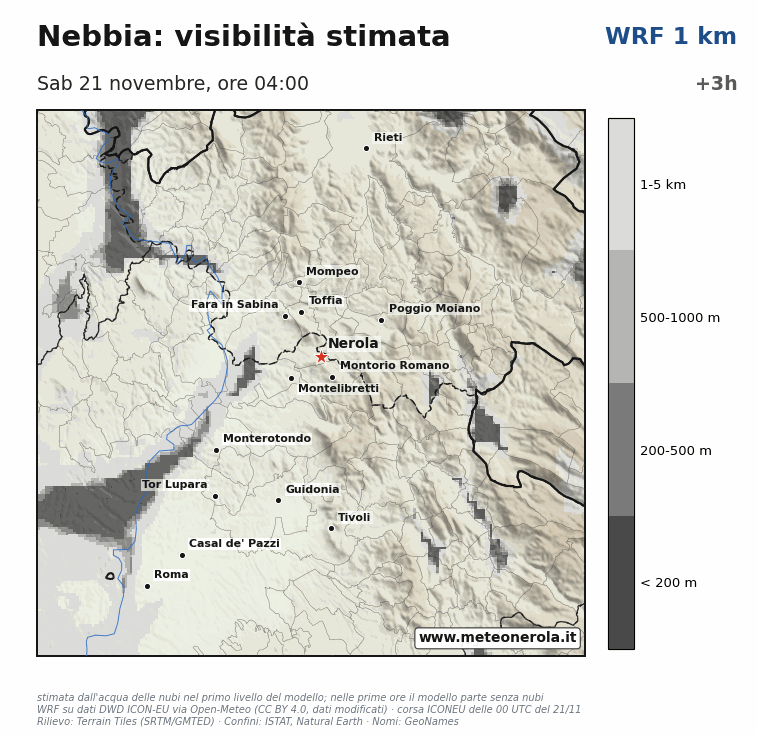 Nebbia: visibilità stimata
WRF 1 km
Sab 21 novembre, ore 04:00
+3h
Rieti
1-5 km
Mompeo
Fara in Sabina
Toffia
Poggio Moiano
500-1000 m
Nerola
Montorio Romano
Montelibretti
Monterotondo
200-500 m
Tor Lupara
Guidonia
Tivoli
Casal de' Pazzi
Roma
< 200 m
www.meteonerola.it
stimata dall'acqua delle nubi nel primo livello del modello; nelle prime ore il modello parte senza nubi
WRF su dati DWD ICON-EU via Open-Meteo (CC BY 4.0, dati modificati) · corsa ICONEU delle 00 UTC del 21/11
Rilievo: Terrain Tiles (SRTM/GMTED) · Confini: ISTAT, Natural Earth · Nomi: GeoNames